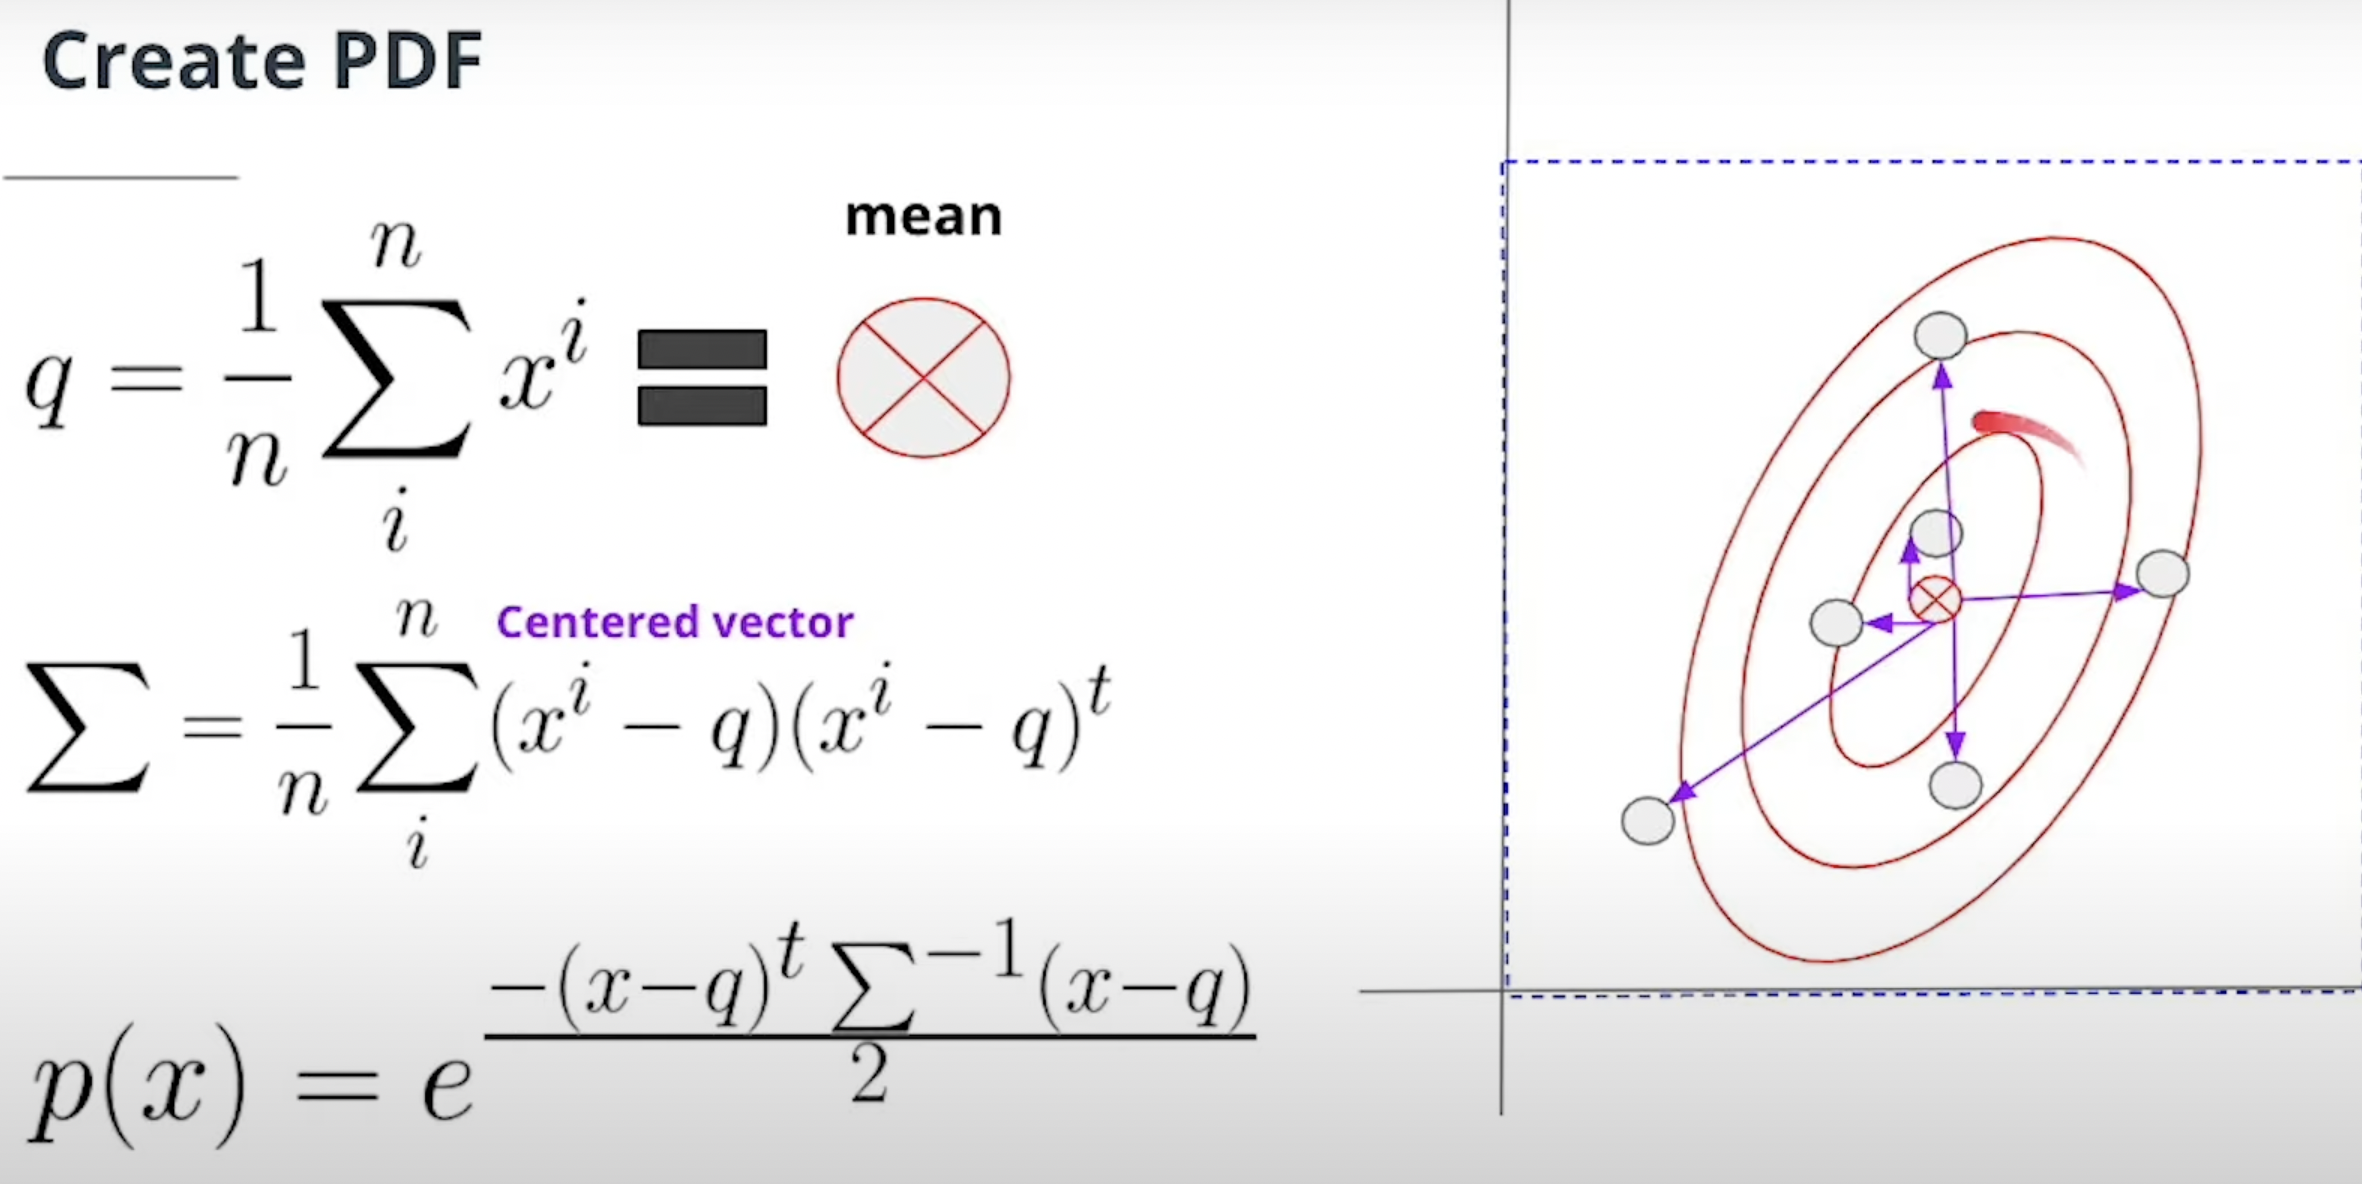 Create PDF
mean
q = \frac{1}{n} \sum_{i}^{n} x^i =
Centered vector
\sum = \frac{1}{n} \sum_{i}^{n} (x^i - q)(x^i - q)^t
p(x) = e^{\frac{-(x-q)^t \sum^{-1} (x-q)}{2}}